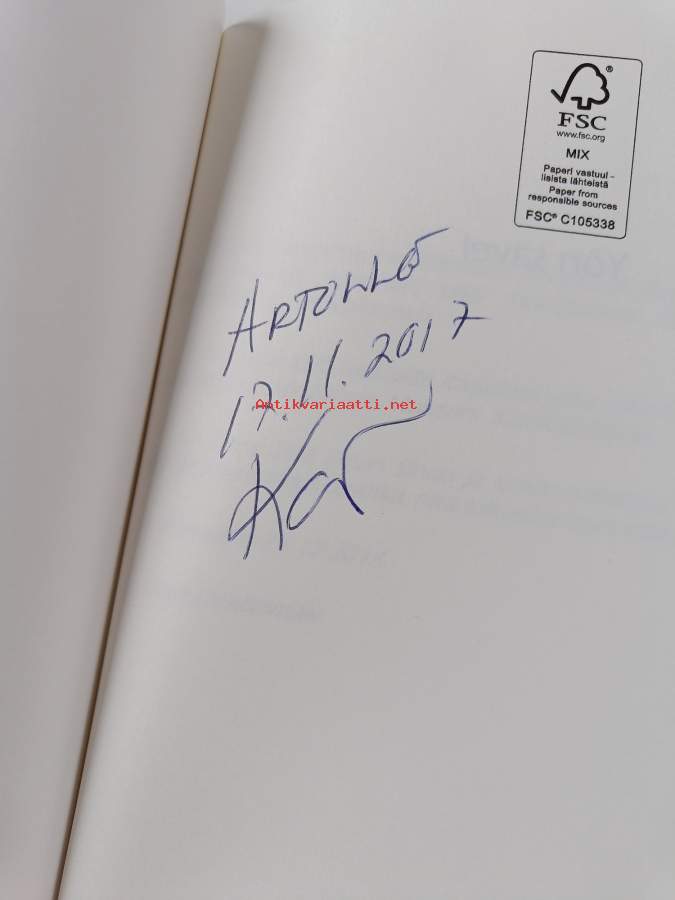 FSC®
www.fsc.org
MIX
Paperi vastuul-
lisista lähteistä
Paper from
responsible sources
FSC® C105338
ARTOLLE
17.11.2017
Antikvariaatti.net